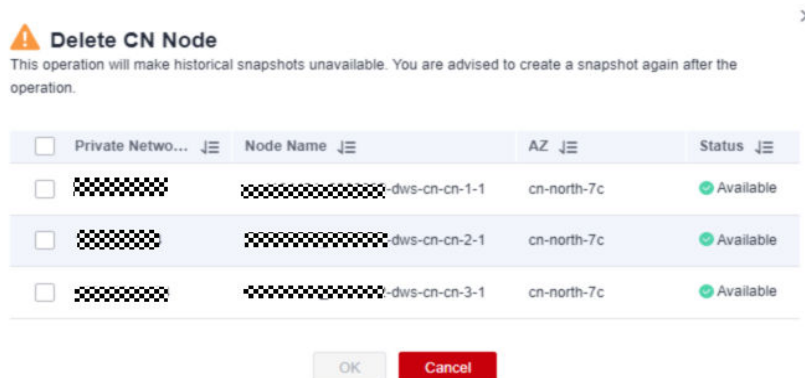 Delete CN Node
This operation will make historical snapshots unavailable. You are advised to create a snapshot again after the
operation.
Private Netwo... Node Name AZ Status
-dws-cn-cn-1-1 cn-north-7c Available
-dws-cn-cn-2-1 cn-north-7c Available
-dws-cn-cn-3-1 cn-north-7c Available
OK Cancel